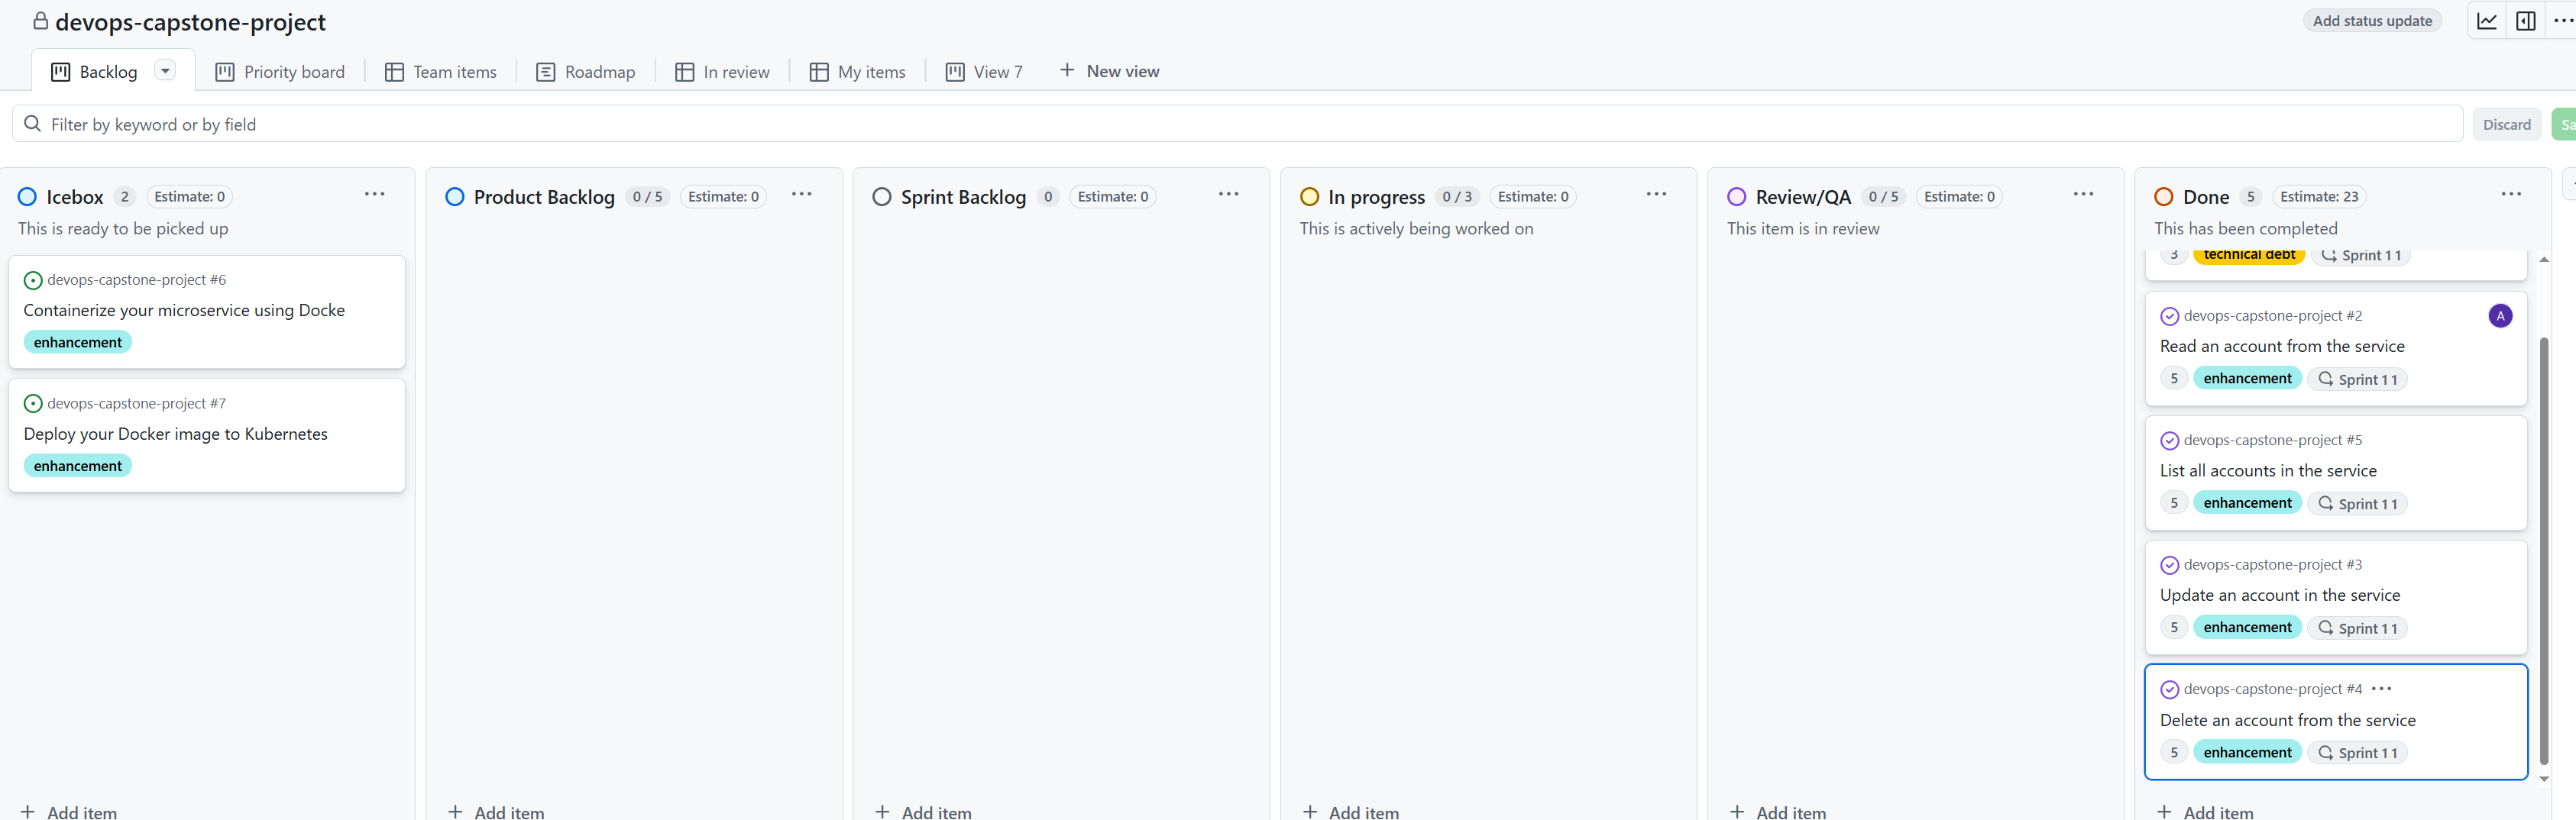 devops-capstone-project
Add status update
Backlog
Priority board
Team items
Roadmap
In review
My items
View 7
New view
Filter by keyword or by field
Discard
Icebox 2 Estimate: 0
This is ready to be picked up
devops-capstone-project #6
Containerize your microservice using Docke
enhancement
devops-capstone-project #7
Deploy your Docker image to Kubernetes
enhancement
Add item
Product Backlog 0 / 5 Estimate: 0
Add item
Sprint Backlog 0 Estimate: 0
Add item
In progress 0 / 3 Estimate: 0
This is actively being worked on
Add item
Review/QA 0 / 5 Estimate: 0
This item is in review
Add item
Done 5 Estimate: 23
This has been completed
3 technical debt Sprint 11
devops-capstone-project #2 A
Read an account from the service
5 enhancement Sprint 11
devops-capstone-project #5
List all accounts in the service
5 enhancement Sprint 11
devops-capstone-project #3
Update an account in the service
5 enhancement Sprint 11
devops-capstone-project #4
Delete an account from the service
5 enhancement Sprint 11
Add item